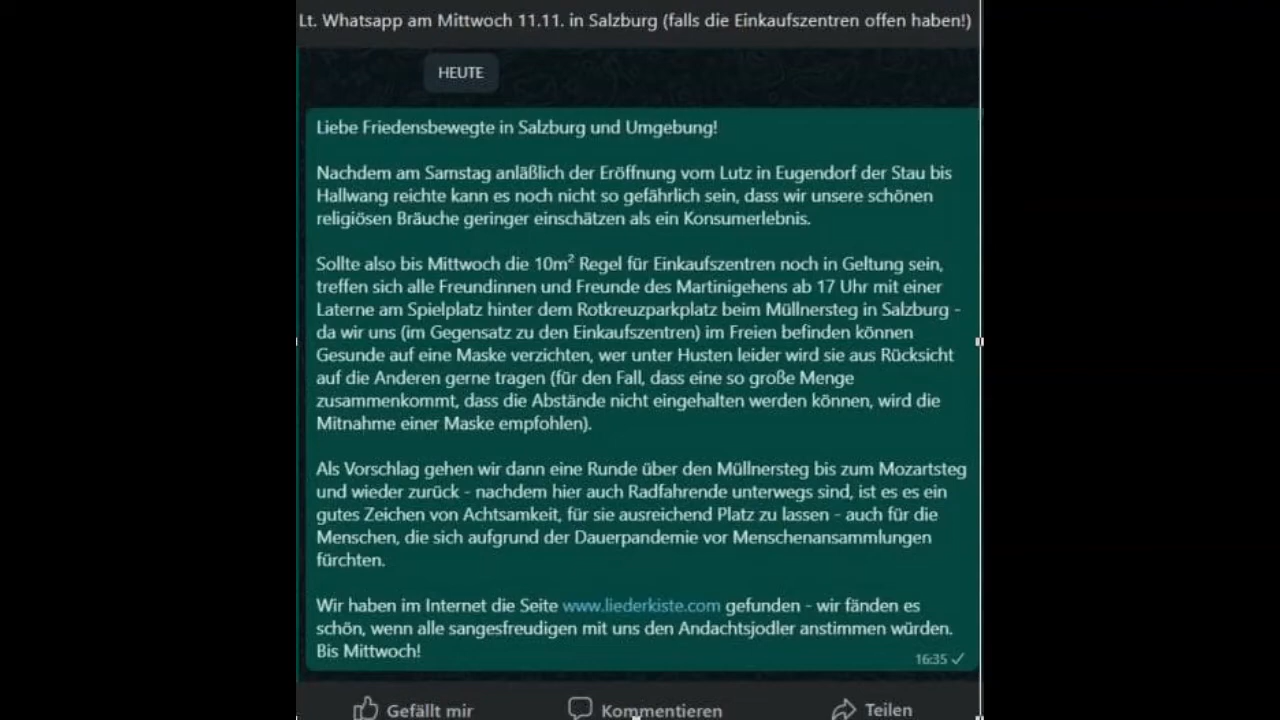 Lt. Whatsapp am Mittwoch 11.11. in Salzburg (falls die Einkaufszentren offen haben!)
HEUTE
Liebe Friedensbewegte in Salzburg und Umgebung!
Nachdem am Samstag anläßlich der Eröffnung vom Lutz in Eugendorf der Stau bis
Hallwang reichte kann es noch nicht so gefährlich sein, dass wir unsere schönen
religiösen Bräuche geringer einschätzen als ein Konsumerlebnis.
Sollte also bis Mittwoch die 10m² Regel für Einkaufszentren noch in Geltung sein,
treffen sich alle Freundinnen und Freunde des Martinigehens ab 17 Uhr mit einer
Laterne am Spielplatz hinter dem Rotkreuzparkplatz beim Müllnersteg in Salzburg -
da wir uns (im Gegensatz zu den Einkaufszentren) im Freien befinden können
Gesunde auf eine Maske verzichten, wer unter Husten leider wird sie aus Rücksicht
auf die Anderen gerne tragen (für den Fall, dass eine so große Menge
zusammenkommt, dass die Abstände nicht eingehalten werden können, wird die
Mitnahme einer Maske empfohlen).
Als Vorschlag gehen wir dann eine Runde über den Müllnersteg bis zum Mozartsteg
und wieder zurück - nachdem hier auch Radfahrende unterwegs sind, ist es es ein
gutes Zeichen von Achtsamkeit, für sie ausreichend Platz zu lassen - auch für die
Menschen, die sich aufgrund der Dauerpandemie vor Menschenansammlungen
fürchten.
Wir haben im Internet die Seite www.liederkiste.com gefunden - wir fänden es
schön, wenn alle sangesfreudigen mit uns den Andachtsjodler anstimmen würden.
Bis Mittwoch!
16:35
Gefällt mir Kommentieren Teilen